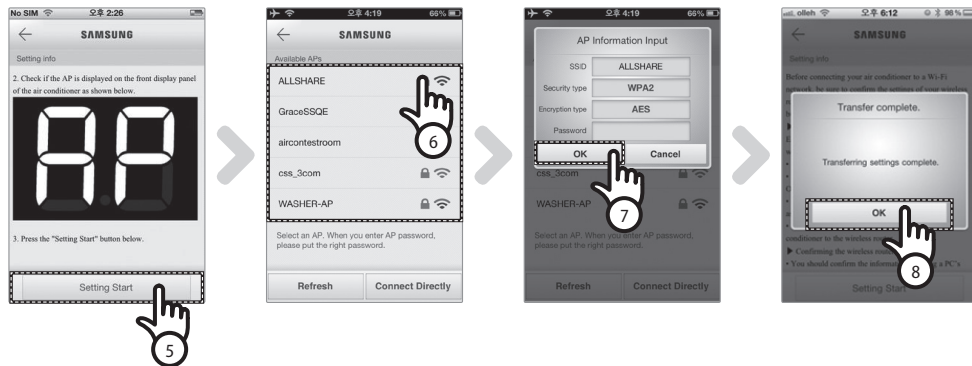 No SIM 오후 2:26
SAMSUNG
Setting info
2. Check if the AP is displayed on the front display panel
of the air conditioner as shown below.
AP
3. Press the "Setting Start" button below.
Setting Start
5
오후 4:19 66%
SAMSUNG
Available APs
ALLSHARE
GraceSSQE
aircontestroom
css_3com
WASHER-AP
Select an AP. When you enter AP password,
please put the right password.
Refresh Connect Directly
6
오후 4:19 66%
AP Information Input
SSID ALLSHARE
Security type WPA2
Encryption type AES
Password
OK Cancel
css_3com
WASHER-AP
Select an AP. When you enter AP password,
please put the right password.
Refresh Connect Directly
7
olleh 오후 6:12 98%
SAMSUNG
Setting info
Before connecting your air conditioner to a Wi-Fi
network, be sure to confirm the settings of your wireless
Transfer complete.
Transferring settings complete.
OK
conditioner to the wireless
▶ Confirming the wireless
• You should confirm the a PC's
Setting Start
8